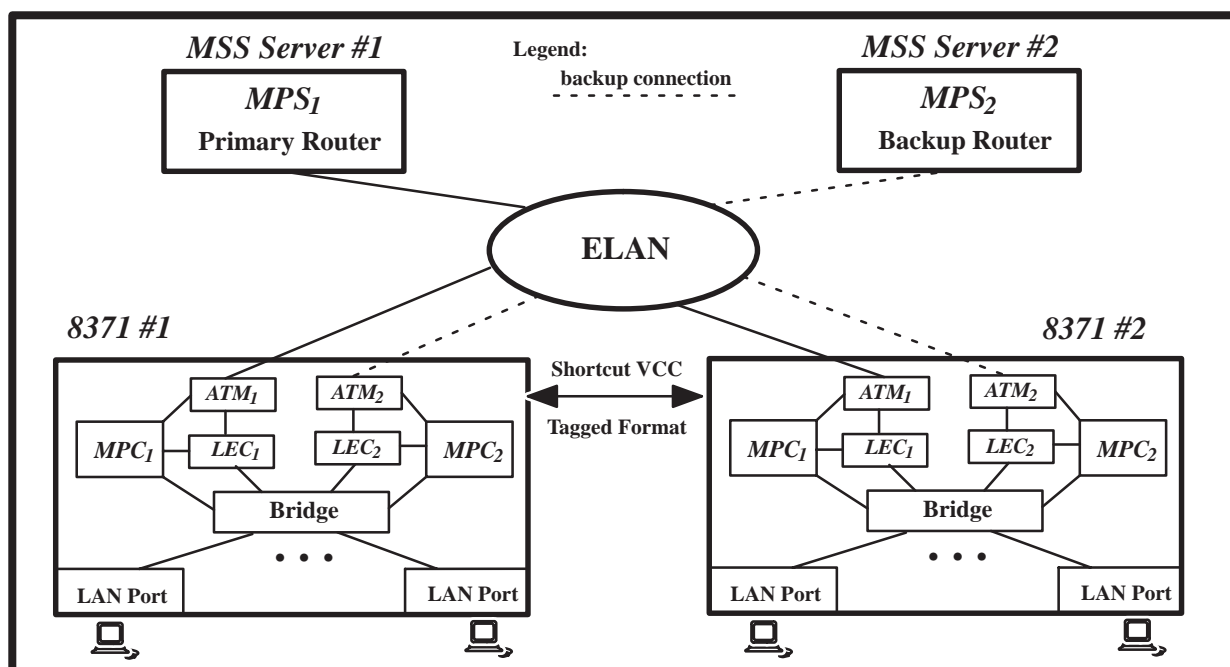 MSS Server #1
Legend:
MSS Server #2
backup connection
MPS1
Primary Router
MPS2
Backup Router
ELAN
8371 #1
8371 #2
Shortcut VCC
Tagged Format
ATM1
ATM2
MPC1
LEC1
LEC2
MPC2
Bridge
LAN Port
LAN Port
ATM1
ATM2
MPC1
LEC1
LEC2
MPC2
Bridge
LAN Port
LAN Port